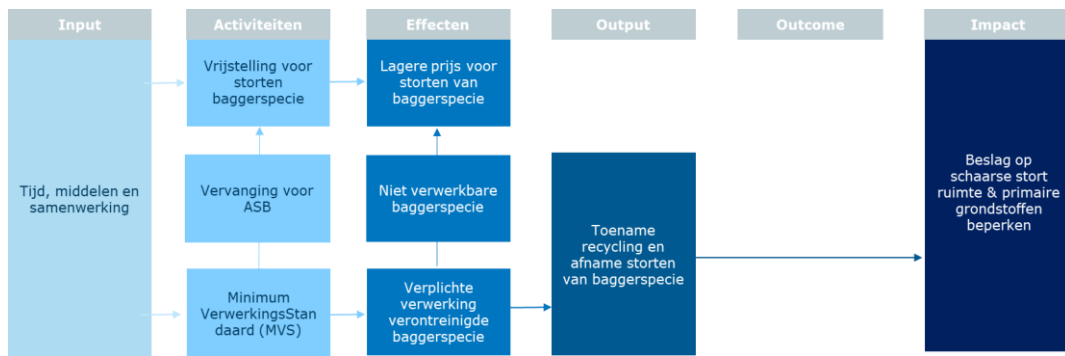 Input
Activiteiten
Effecten
Output
Outcome
Impact
Tijd, middelen en
samenwerking
Vrijstelling voor
storten
baggerspecie
Lagere prijs voor
storten van
baggerspecie
Vervanging voor
ASB
Niet verwerkbare
baggerspecie
Minimum
VerwerkingsStan
daard (MVS)
Verplichte
verwerking
verontreinigde
baggerspecie
Toename
recycling en
afname storten
van baggerspecie
Beslag op
schaarse stort
ruimte & primaire
grondstoffen
beperken